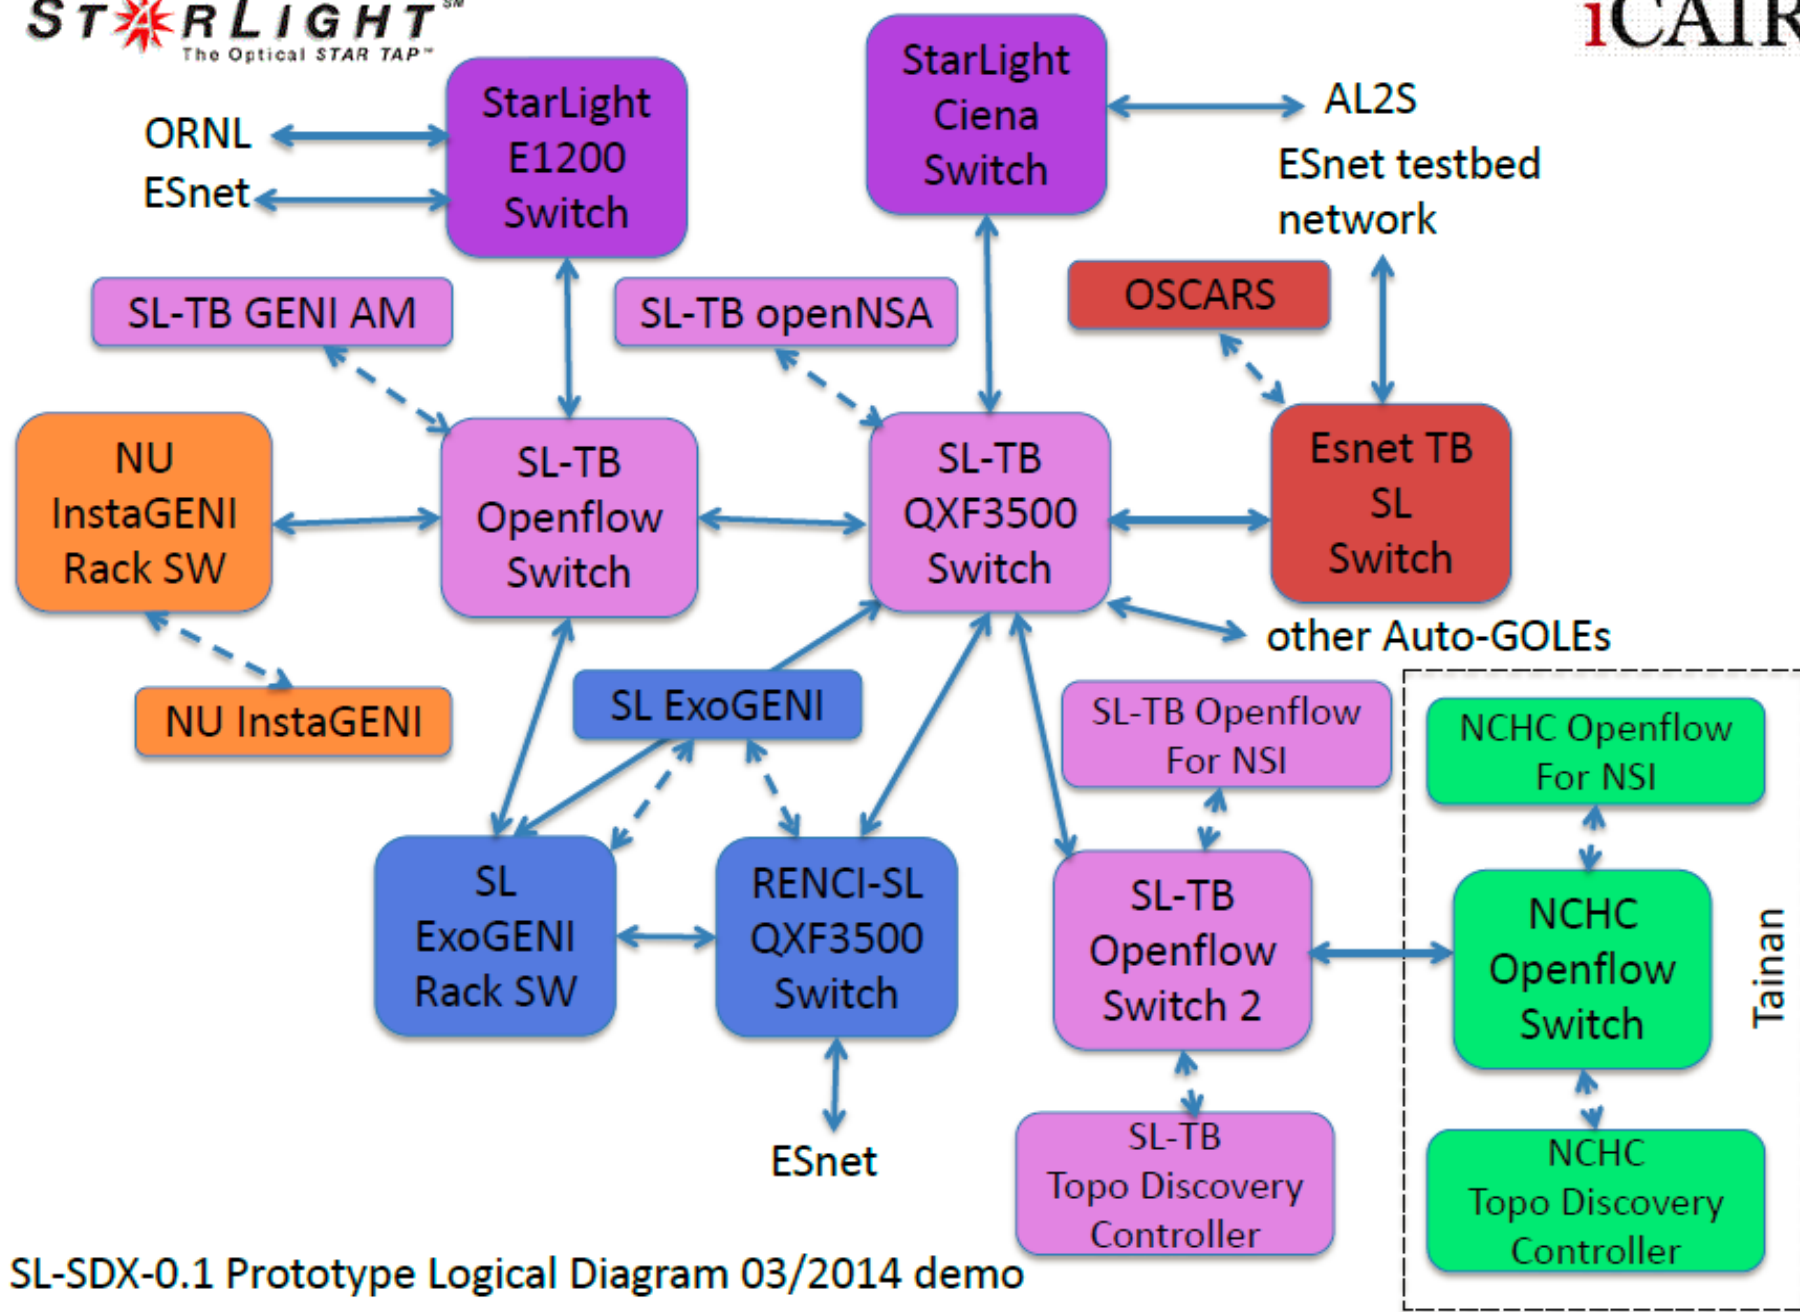 STARLIGHT SM
The Optical STAR TAP™
iCAIR
StarLight
E1200
Switch
StarLight
Ciena
Switch
ORNL
ESnet
AL2S
ESnet testbed
network
SL-TB GENI AM
SL-TB openNSA
OSCARS
NU
InstaGENI
Rack SW
SL-TB
Openflow
Switch
SL-TB
QXF3500
Switch
Esnet TB
SL
Switch
other Auto-GOLEs
NU InstaGENI
SL ExoGENI
SL-TB Openflow
For NSI
NCHC Openflow
For NSI
SL
ExoGENI
Rack SW
RENCI-SL
QXF3500
Switch
SL-TB
Openflow
Switch 2
NCHC
Openflow
Switch
Tainan
ESnet
SL-TB
Topo Discovery
Controller
NCHC
Topo Discovery
Controller
SL-SDX-0.1 Prototype Logical Diagram 03/2014 demo